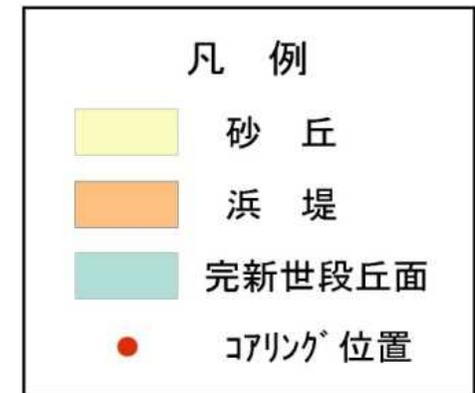 凡　例
砂　丘
浜　堤
完新世段丘面
ｺｱﾘﾝｸﾞ位置